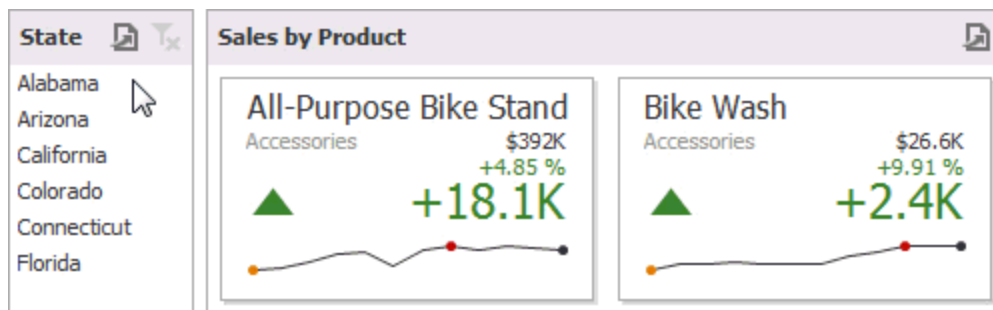 State
Alabama
Arizona
California
Colorado
Connecticut
Florida
Sales by Product
All-Purpose Bike Stand
Accessories $392K
+4.85 %
+18.1K
Bike Wash
Accessories $26.6K
+9.91 %
+2.4K